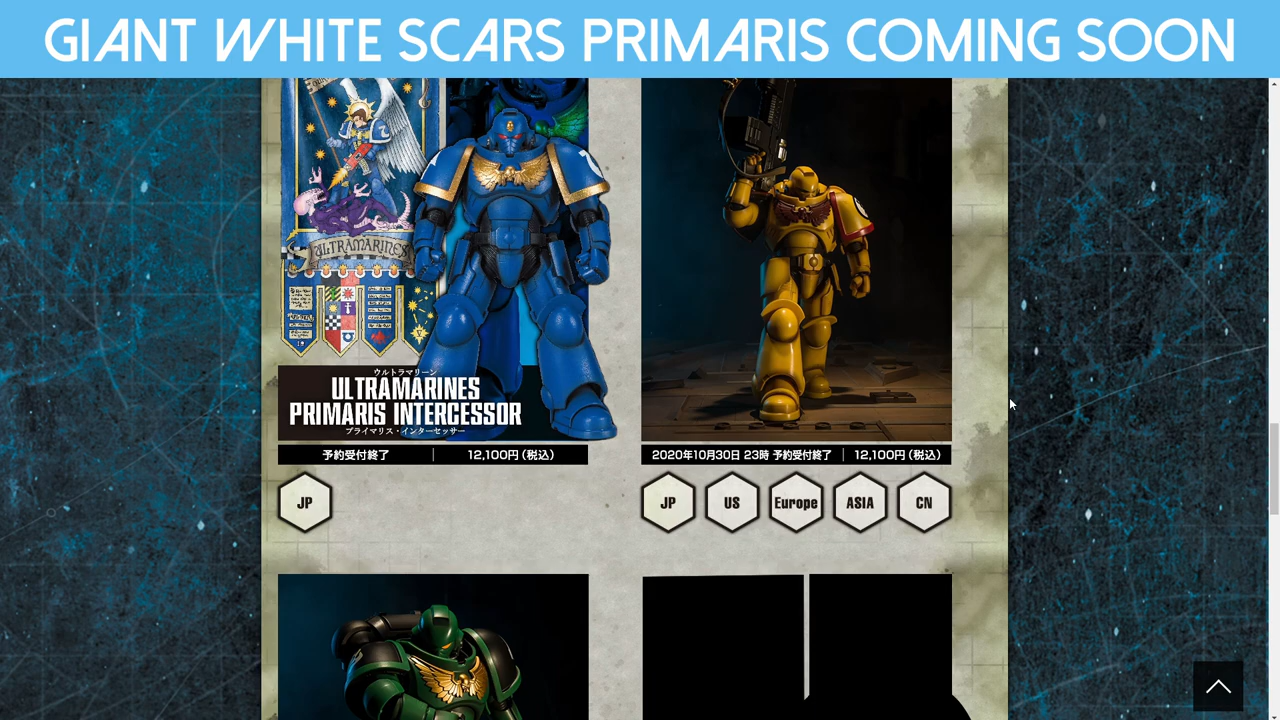 GIANT WHITE SCARS PRIMARIS COMING SOON
ULTRAMARINES
ウルトラマリーン
ULTRAMARINES
PRIMARIS INTERCESSOR
プライマリス・インターセッサー
予約受付終了 | 12,100円(税込)
2020年10月30日 23時 予約受付終了 | 12,100円(税込)
JP
JP US Europe ASIA CN